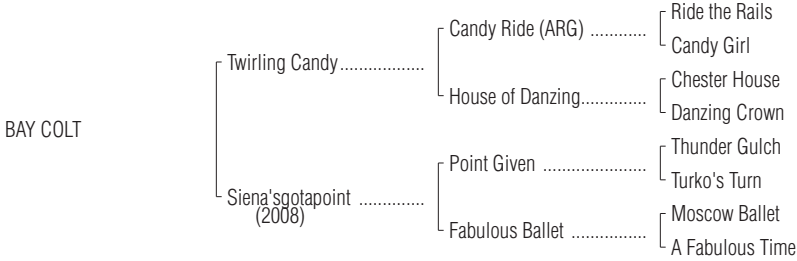 Ride the Rails
Candy Ride (ARG) ............
Candy Girl
Twirling Candy..................
Chester House
House of Danzing..............
Danzing Crown
BAY COLT
Thunder Gulch
Point Given ......................
Turko's Turn
Siena'sgotapoint ..............
(2008)
Moscow Ballet
Fabulous Ballet ................
A Fabulous Time